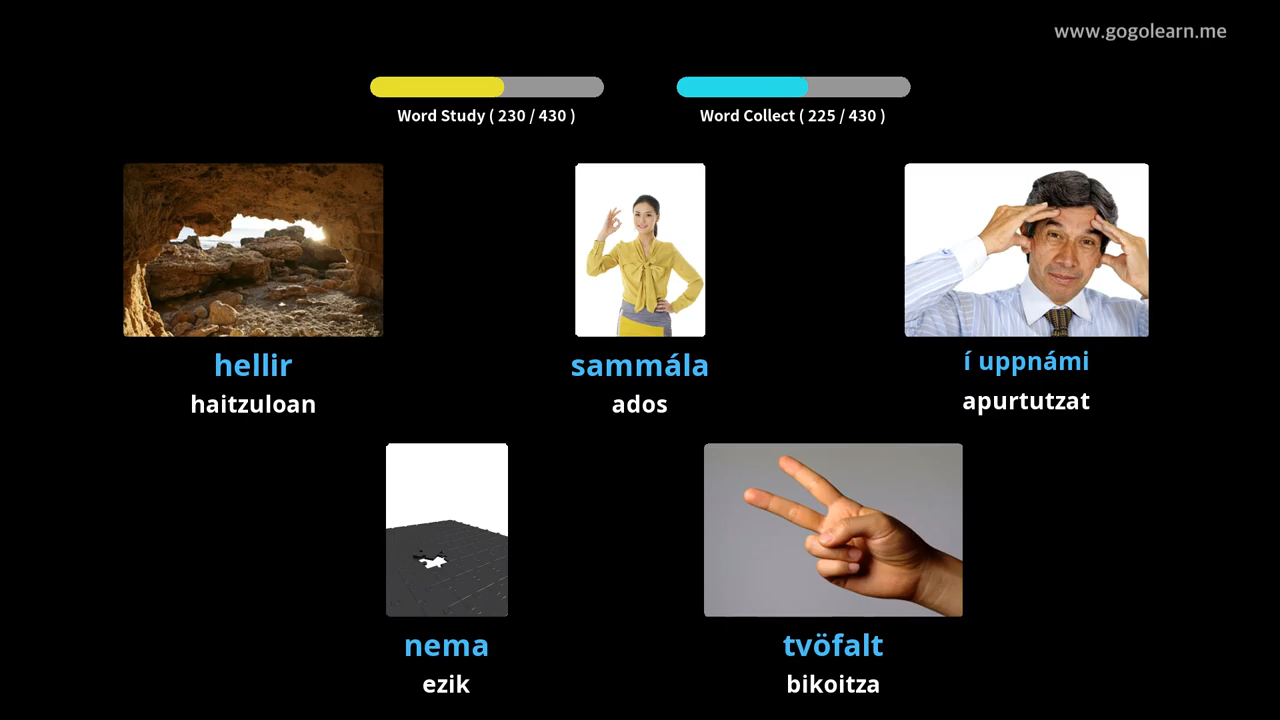 www.gogolearn.me
Word Study ( 230 / 430 )
Word Collect ( 225 / 430 )
hellir
haitzuloan
sammála
ados
í uppnámi
apurtutzat
nema
ezik
tvöfalt
bikoitza